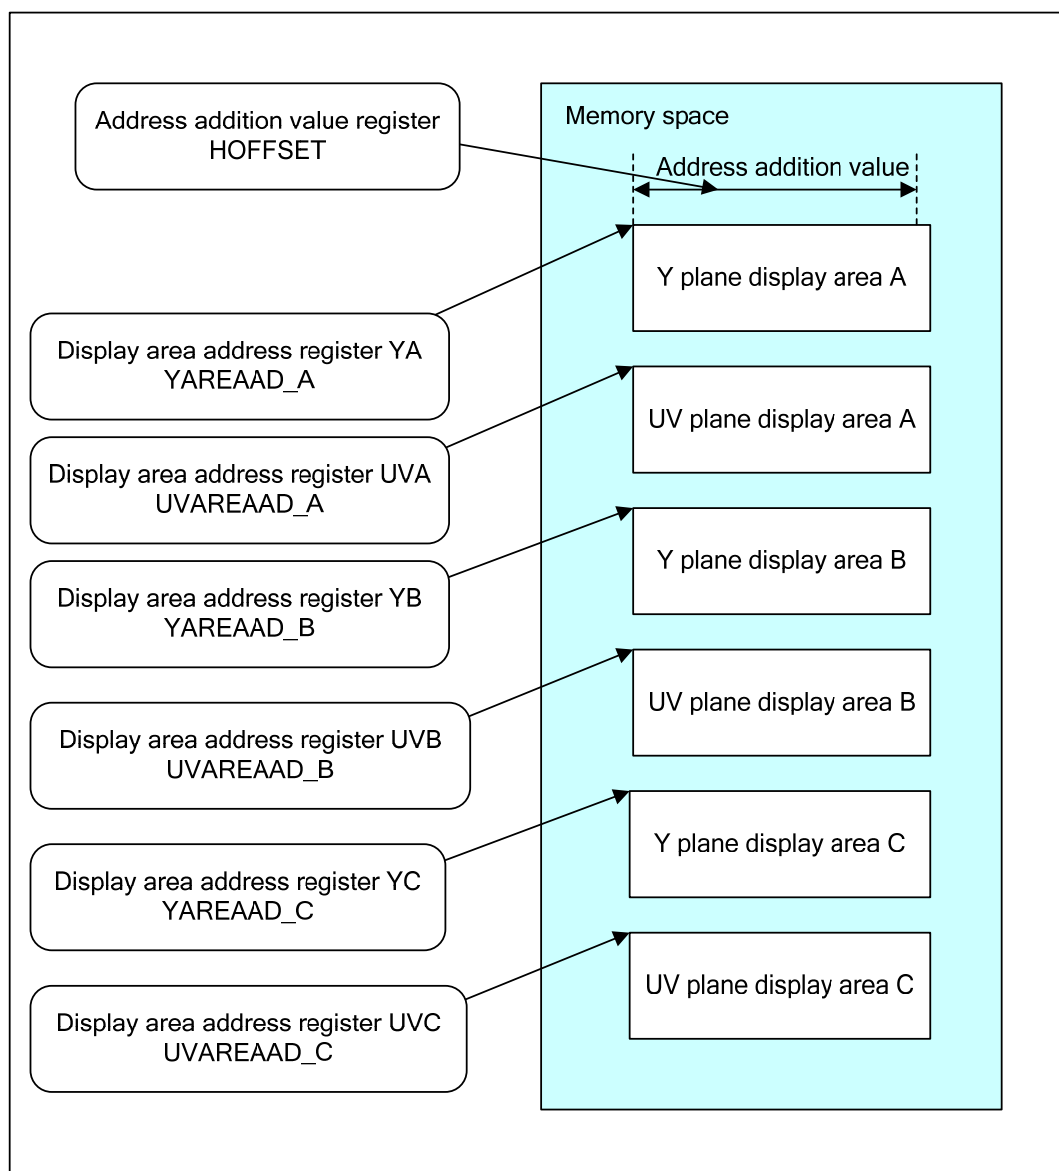 Address addition value register
HOFFSET
Memory space
Address addition value
Y plane display area A
Display area address register YA
YAREAAD_A
UV plane display area A
Display area address register UVA
UVAREAAD_A
Y plane display area B
Display area address register YB
YAREAAD_B
UV plane display area B
Display area address register UVB
UVAREAAD_B
Y plane display area C
Display area address register YC
YAREAAD_C
UV plane display area C
Display area address register UVC
UVAREAAD_C